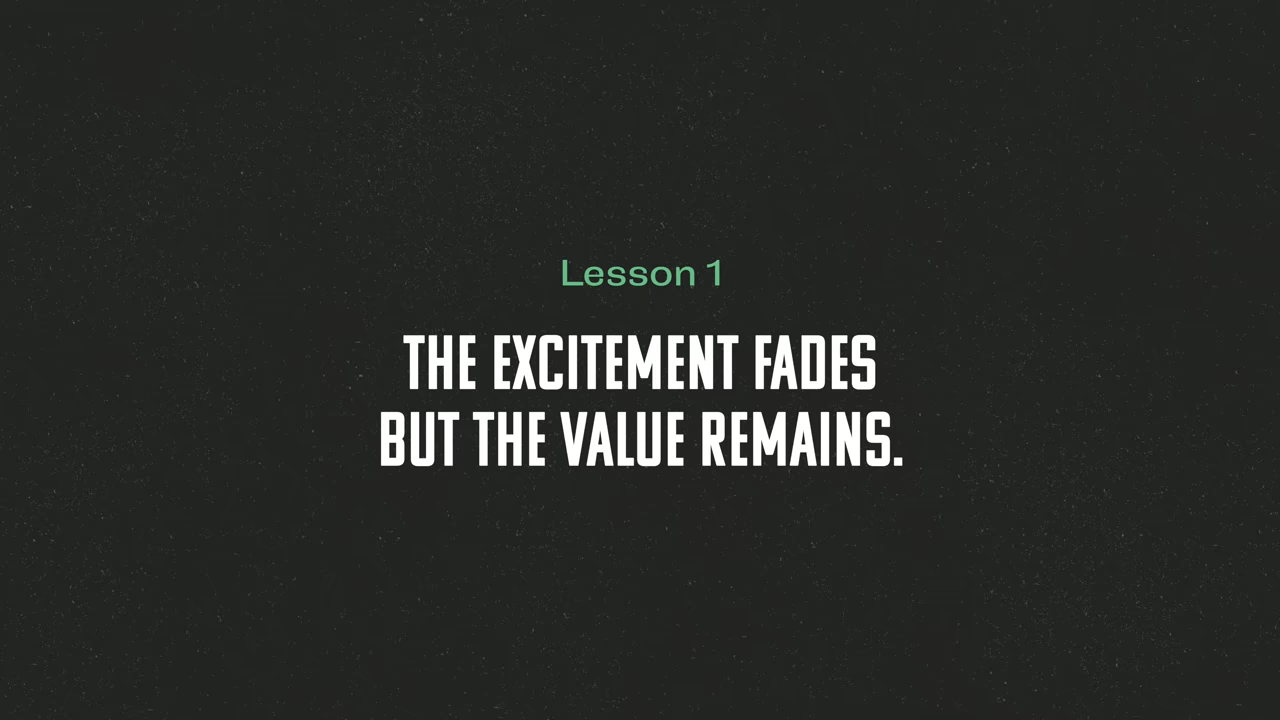 Lesson 1
THE EXCITEMENT FADES
BUT THE VALUE REMAINS.